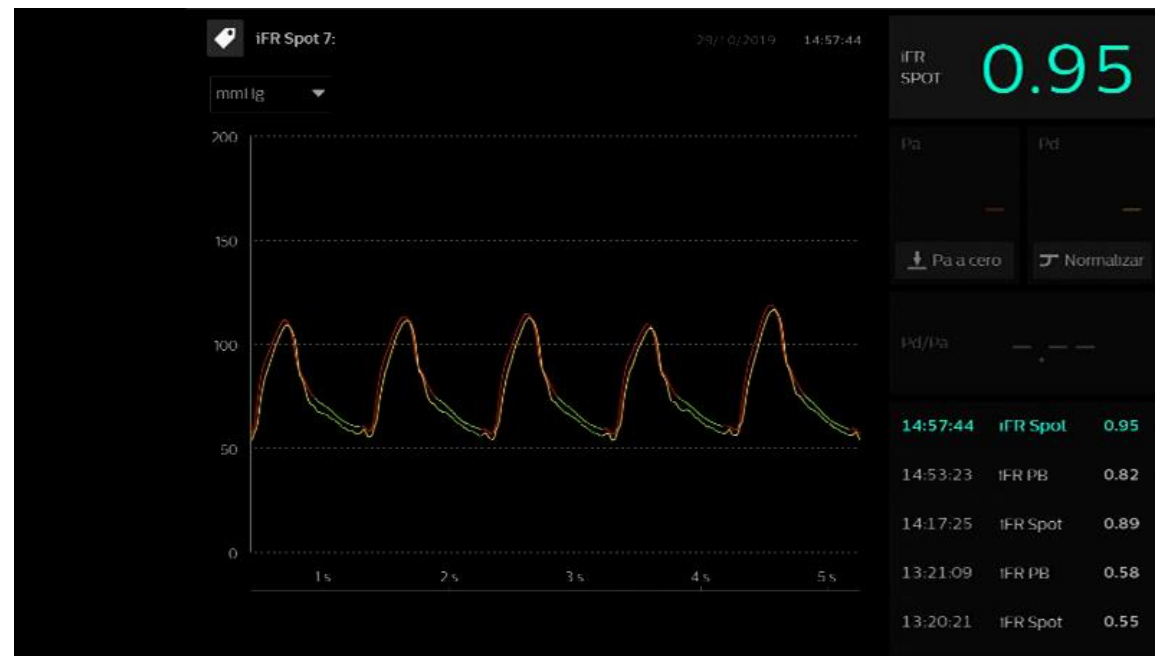 iFR Spot 7:
29/10/2019 14:57:44
mmHg
200
150
100
50
0
1 s 2 s 3 s 4 s 5 s
iFR SPOT 0.95
Pa Pd
Pa a cero Normalizar
Pd/Pa
14:57:44 iFR Spot 0.95
14:53:23 iFR PB 0.82
14:17:25 iFR Spot 0.89
13:21:09 iFR PB 0.58
13:20:21 iFR Spot 0.55